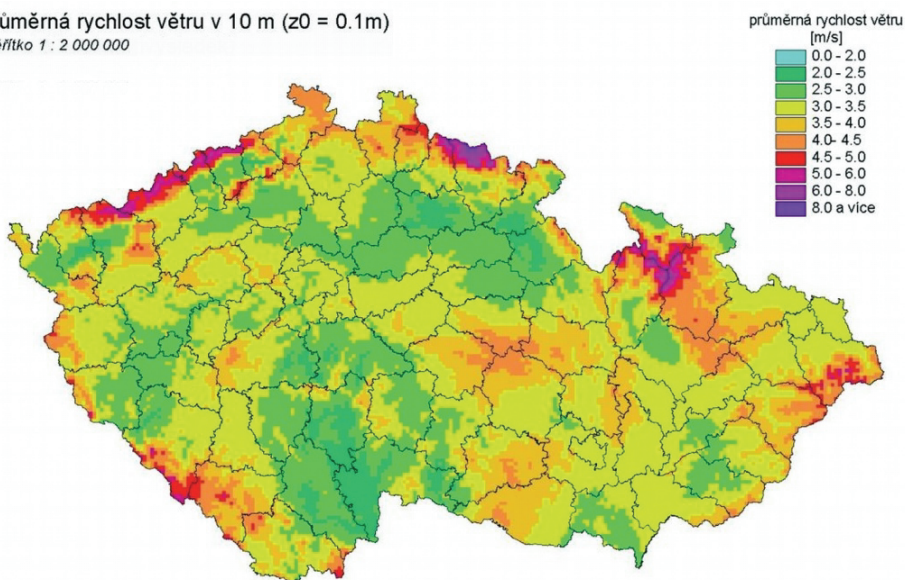 ůměrná rychlost větru v 10 m (z0 = 0.1m)
ěřítko 1 : 2 000 000
průměrná rychlost větru
[m/s]
0.0 - 2.0
2.0 - 2.5
2.5 - 3.0
3.0 - 3.5
3.5 - 4.0
4.0- 4.5
4.5 - 5.0
5.0 - 6.0
6.0 - 8.0
8.0 a více